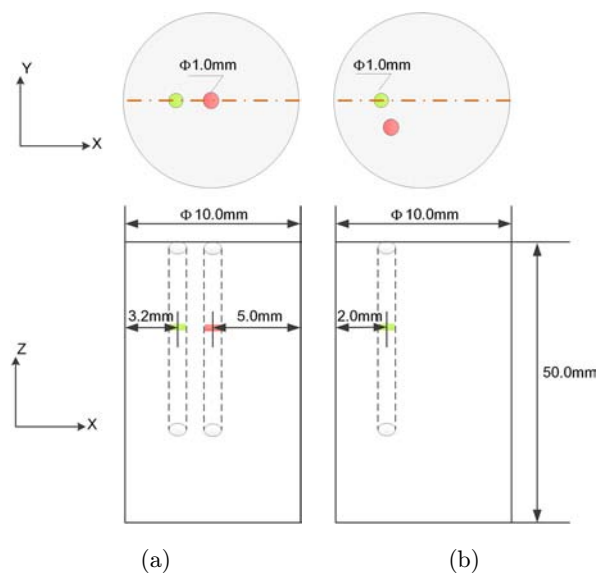 Y
X
Φ1.0mm
Φ1.0mm
Φ 10.0mm
Φ 10.0mm
3.2mm
5.0mm
2.0mm
50.0mm
Z
X
(a)
(b)